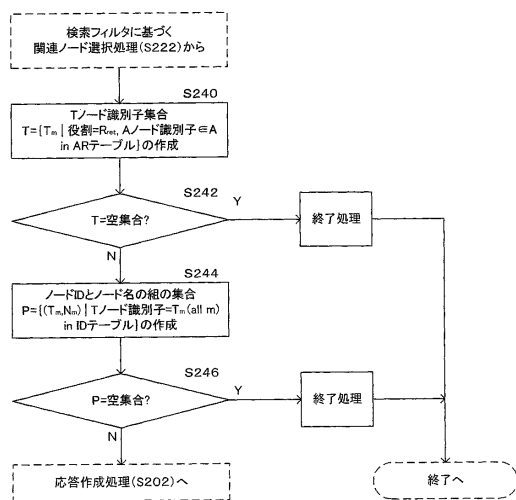 検索フィルタに基づく
関連ノード選択処理(S222)から
S240
Tノード識別子集合
T={Tm | 役割=Rret, Aノード識別子∈A
in ARテーブル}の作成
S242
T=空集合?
Y
終了処理
N
S244
ノードIDとノード名の組の集合
P={(Tm,Nm) | Tノード識別子=Tm(all m)
in IDテーブル}の作成
S246
P=空集合?
Y
終了処理
N
応答作成処理(S202)へ
終了へ